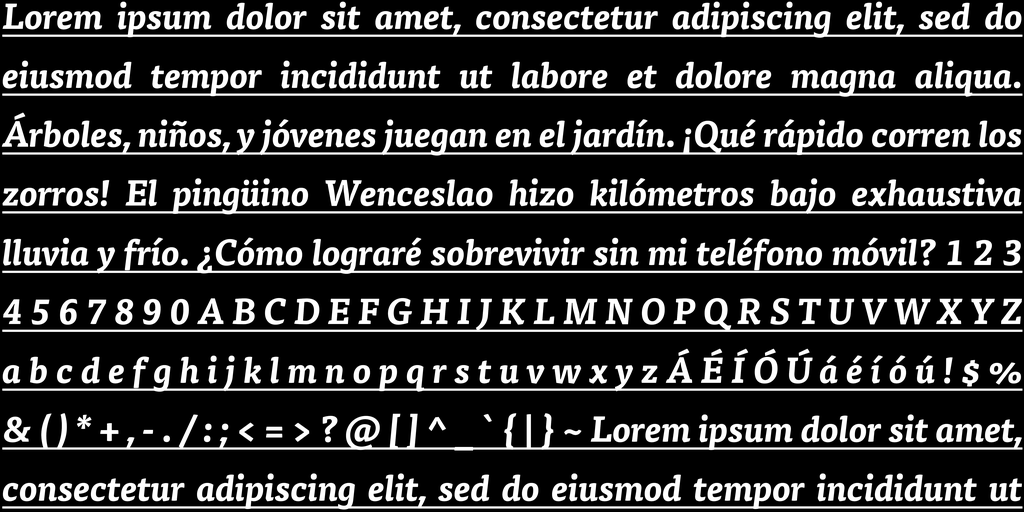 Lorem ipsum dolor sit amet, consectetur adipiscing elit, sed do
eiusmod tempor incididunt ut labore et dolore magna aliqua.
Árboles, niños, y jóvenes juegan en el jardín. ¡Qué rápido corren los
zorros! El pingüino Wenceslao hizo kilómetros bajo exhaustiva
lluvia y frío. ¿Cómo lograré sobrevivir sin mi teléfono móvil? 1 2 3
4 5 6 7 8 9 0 A B C D E F G H I J K L M N O P Q R S T U V W X Y Z
a b c d e f g h i j k l m n o p q r s t u v w x y z Á É Í Ó Ú á é í ó ú ! $ %
& ( ) * + , - . / : ; < = > ? @ [ ] ^ _ ` { | } ~ Lorem ipsum dolor sit amet,
consectetur adipiscing elit, sed do eiusmod tempor incididunt ut